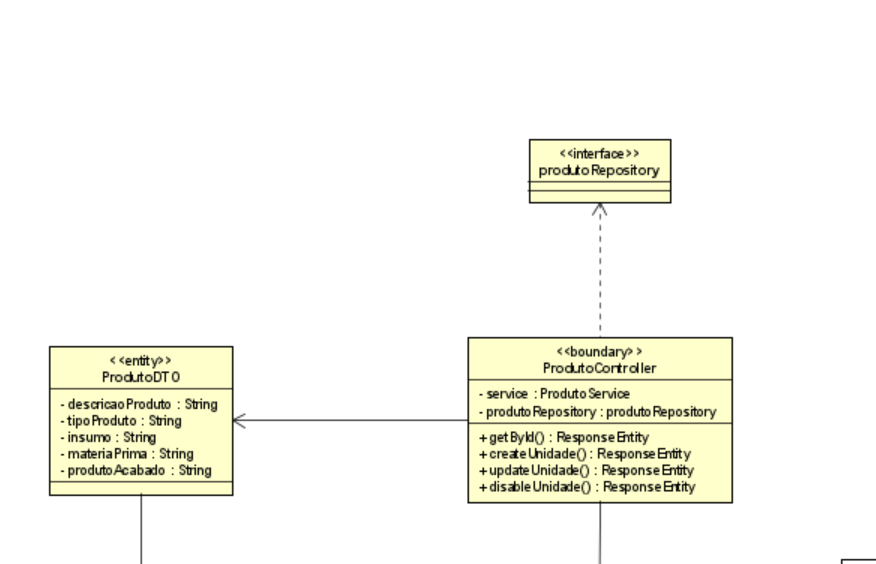 <<interface>>
produtoRepository
<<entity>>
ProdutoDTO
- descricaoProduto : String
- tipoProduto : String
- insumo : String
- materiaPrima : String
- produtoAcabado : String
<<boundary>>
ProdutoController
- service : ProdutoService
- produtoRepository : produtoRepository
+ getById() : ResponseEntity
+ createUnidade() : ResponseEntity
+ updateUnidade() : ResponseEntity
+ disableUnidade() : ResponseEntity